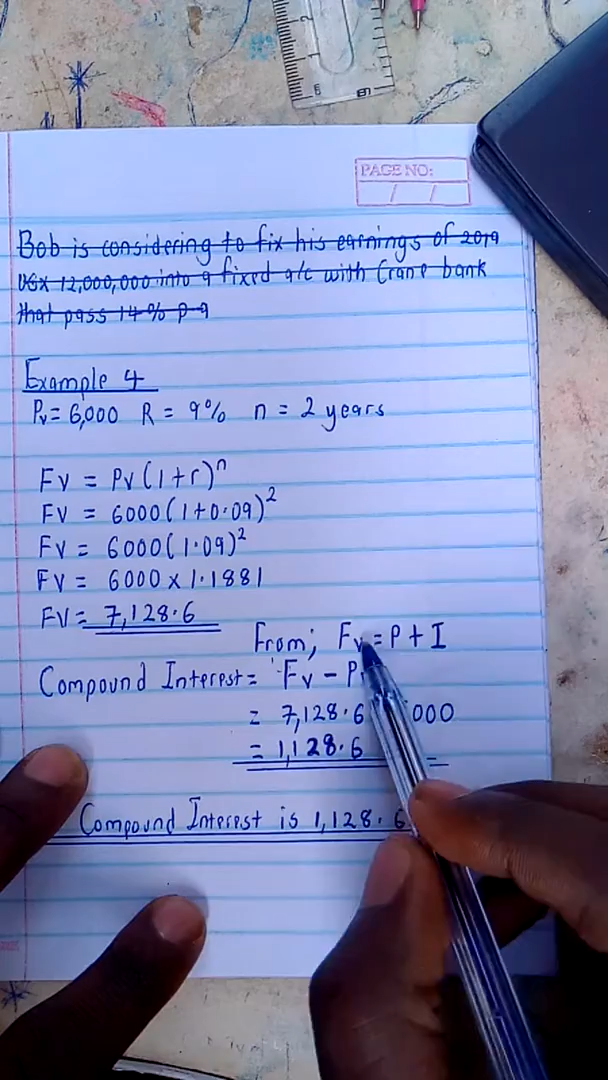 PAGE NO:
Bob is considering to fix his earnings of 2019
UGX 12,000,000 into a fixed a/c with Crane bank
that pass 14% p.a
Example 4
Pv = 6,000 R = 9% n = 2 years
Fv = Pv(1+r)^n
Fv = 6000(1+0.09)^2
Fv = 6000(1.09)^2
Fv = 6000 x 1.1881
Fv = 7,128.6
From; Fv = P + I
Compound Interest = Fv - P
= 7,128.6 000
= 1,128.6
Compound Interest is 1,128.6